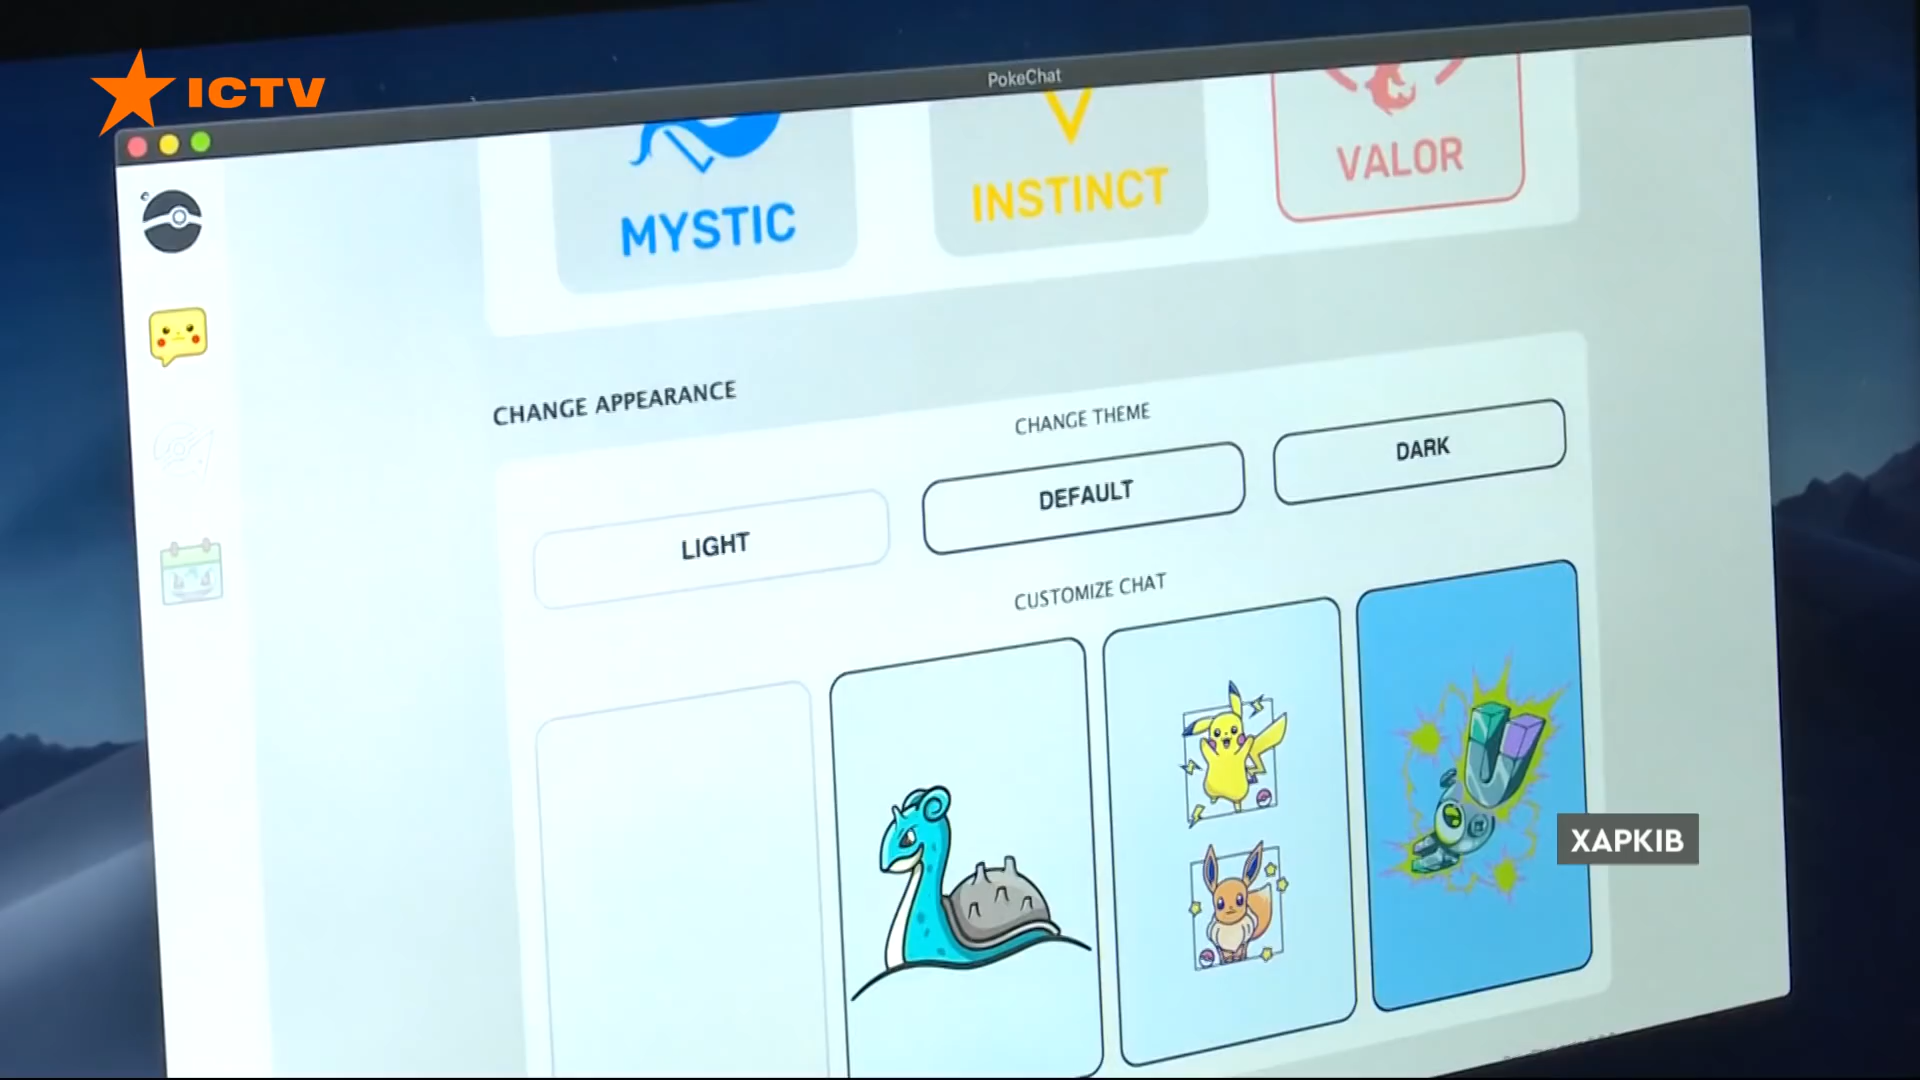 ICTV
PokeChat
MYSTIC
INSTINCT
VALOR
CHANGE APPEARANCE
CHANGE THEME
LIGHT
DEFAULT
DARK
CUSTOMIZE CHAT
ХАРКІВ